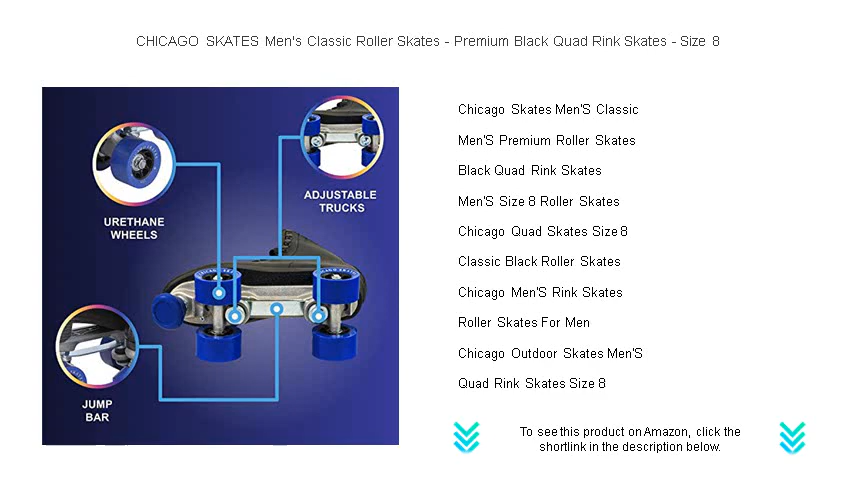 CHICAGO SKATES Men's Classic Roller Skates - Premium Black Quad Rink Skates - Size 8
URETHANE
WHEELS
ADJUSTABLE
TRUCKS
JUMP
BAR
Chicago Skates Men'S Classic
Men'S Premium Roller Skates
Black Quad Rink Skates
Men'S Size 8 Roller Skates
Chicago Quad Skates Size 8
Classic Black Roller Skates
Chicago Men'S Rink Skates
Roller Skates For Men
Chicago Outdoor Skates Men'S
Quad Rink Skates Size 8
To see this product on Amazon, click the
shortlink in the description below.